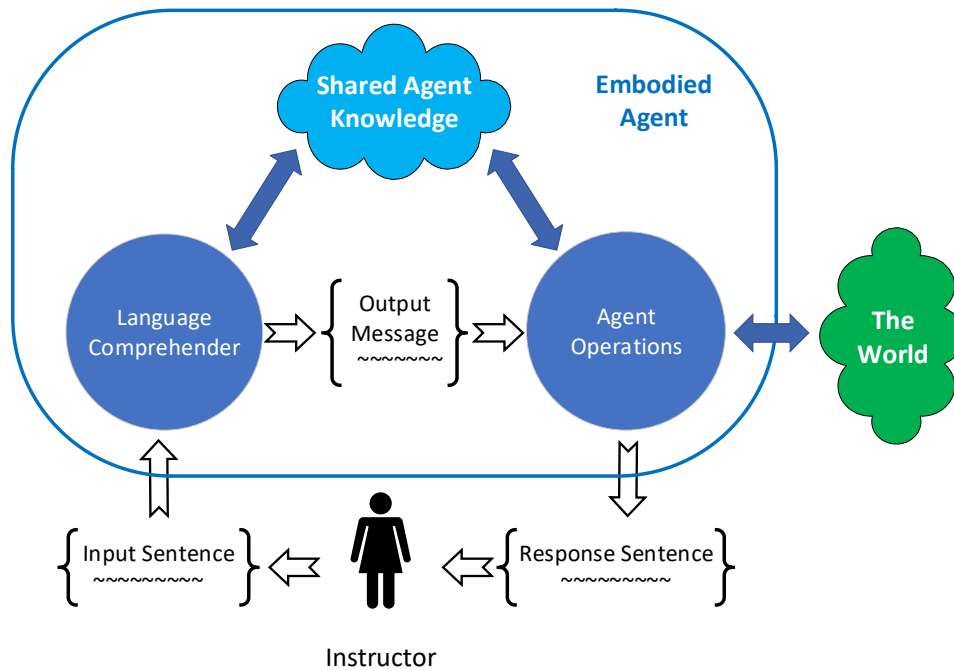 Shared Agent
Knowledge
Embodied
Agent
Language
Comprehender
Output
Message
~~~~~~~
Agent
Operations
The
World
Input Sentence
~~~~~~~~~
Response Sentence
~~~~~~~~~
Instructor